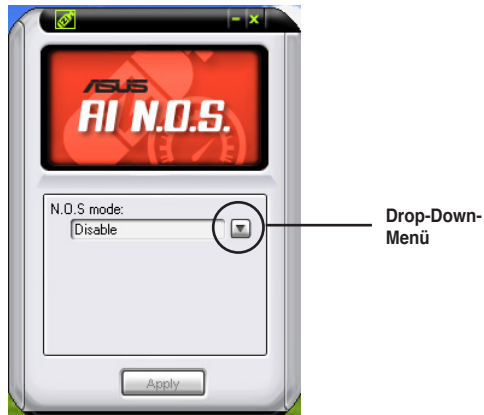 ASUS
AI N.O.S.
N.O.S mode:
Disable
Drop-Down-
Menü
Apply